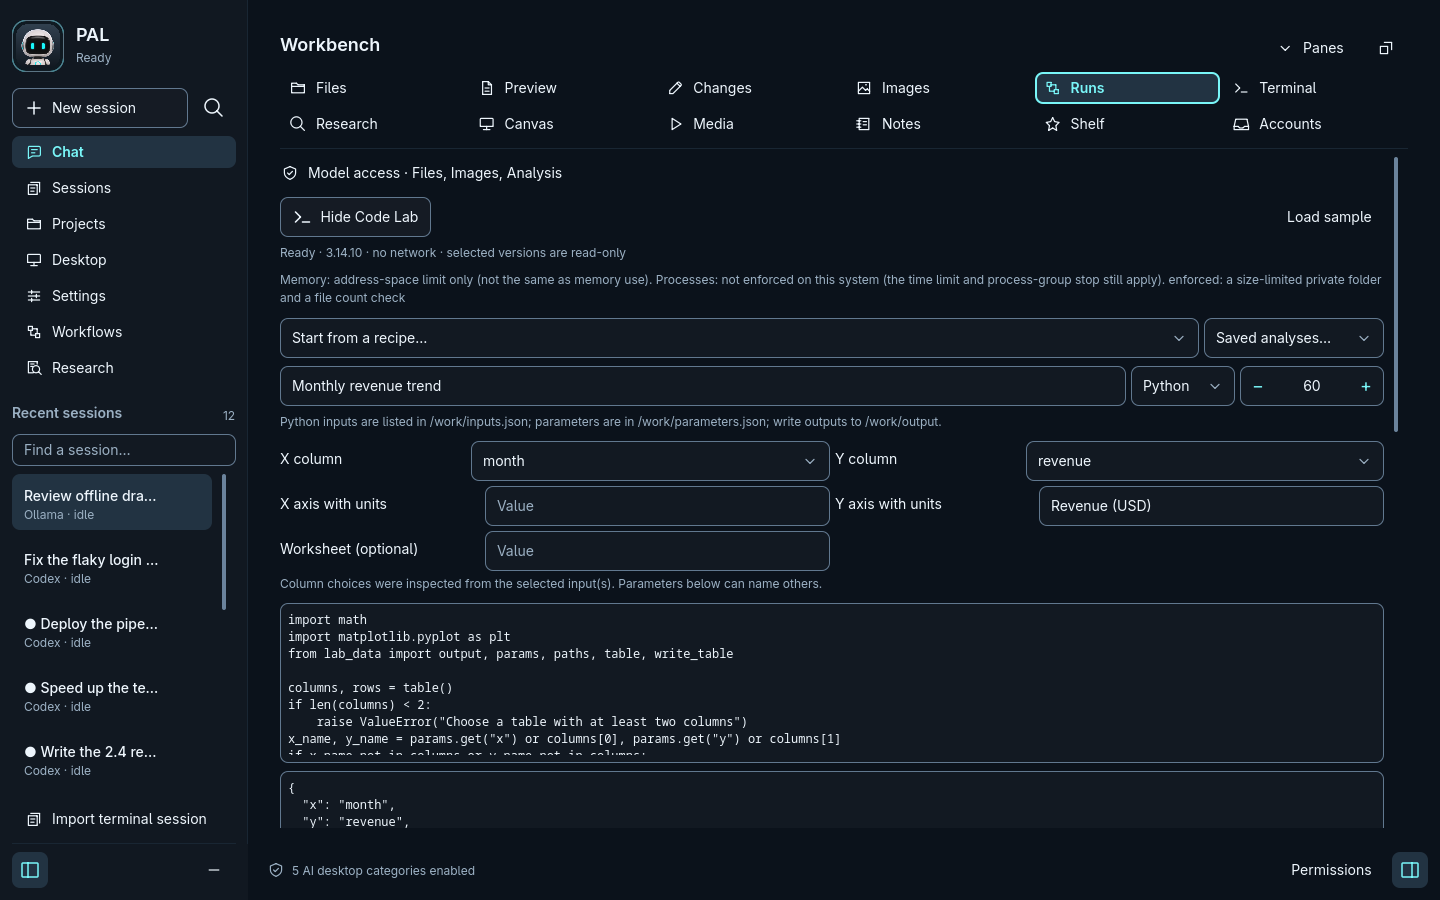 PAL
Ready
New session
Chat
Sessions
Projects
Desktop
Settings
Workflows
Research
Recent sessions
12
Find a session...
Review offline dra...
Ollama · idle
Fix the flaky login ...
Codex · idle
Deploy the pipe...
Codex · idle
Speed up the te...
Codex · idle
Write the 2.4 re...
Codex · idle
Import terminal session
Workbench
Panes
Files
Preview
Changes
Images
Runs
Terminal
Research
Canvas
Media
Notes
Shelf
Accounts
Model access · Files, Images, Analysis
Hide Code Lab
Load sample
Ready · 3.14.10 · no network · selected versions are read-only
Memory: address-space limit only (not the same as memory use). Processes: not enforced on this system (the time limit and process-group stop still apply). enforced: a size-limited private folder
and a file count check
Start from a recipe...
Saved analyses...
Monthly revenue trend
Python
− 60 +
Python inputs are listed in /work/inputs.json; parameters are in /work/parameters.json; write outputs to /work/output.
X column
month
Y column
revenue
X axis with units
Value
Y axis with units
Revenue (USD)
Worksheet (optional)
Value
Column choices were inspected from the selected input(s). Parameters below can name others.
import math
import matplotlib.pyplot as plt
from lab_data import output, params, paths, table, write_table
columns, rows = table()
if len(columns) < 2:
    raise ValueError("Choose a table with at least two columns")
x_name, y_name = params.get("x") or columns[0], params.get("y") or columns[1]
if x_name not in columns or y_name not in columns:
{
  "x": "month",
  "y": "revenue",
5 AI desktop categories enabled
Permissions